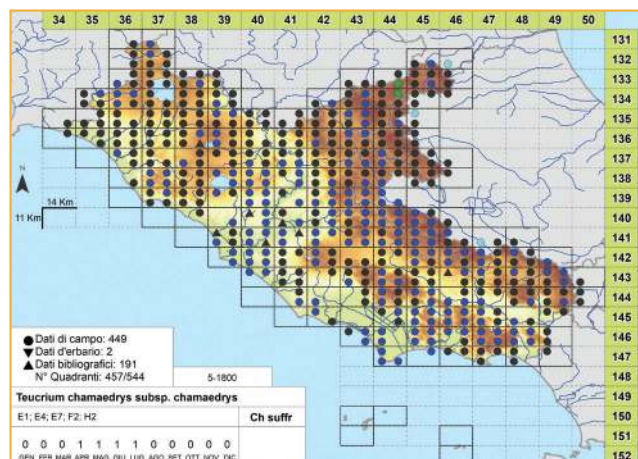 34 35 36 37 38 39 40 41 42 43 44 45 46 47 48 49 50
131
132
133
134
135
136
137
138
139
140
141
142
143
144
145
146
147
148
149
150
151
152
N
14 Km
11 Km
Dati di campo: 449
Dati d'erbario: 2
Dati bibliografici: 191
N° Quadranti: 457/544
5-1800
Teucrium chamaedrys subsp. chamaedrys
E1; E4; E7; F2; H2
Ch suffr
0 0 0 1 1 1 1 0 0 0 0 0
GEN FEB MAR APR MAG GIU LUG AGO SET OTT NOV DIC